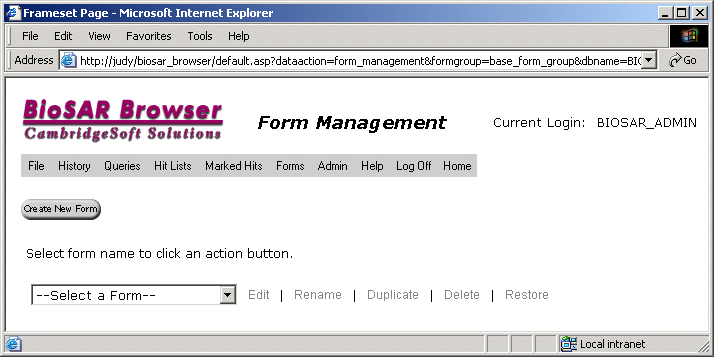 Frameset Page - Microsoft Internet Explorer
File Edit View Favorites Tools Help
Address http://judy/biosar_browser/default.asp?dataaction=form_management&formgroup=base_form_group&dbname=BIO Go
BioSAR Browser
CambridgeSoft Solutions
Form Management
Current Login: BIOSAR_ADMIN
File History Queries Hit Lists Marked Hits Forms Admin Help Log Off Home
Create New Form
Select form name to click an action button.
--Select a Form-- Edit | Rename | Duplicate | Delete | Restore
Local intranet